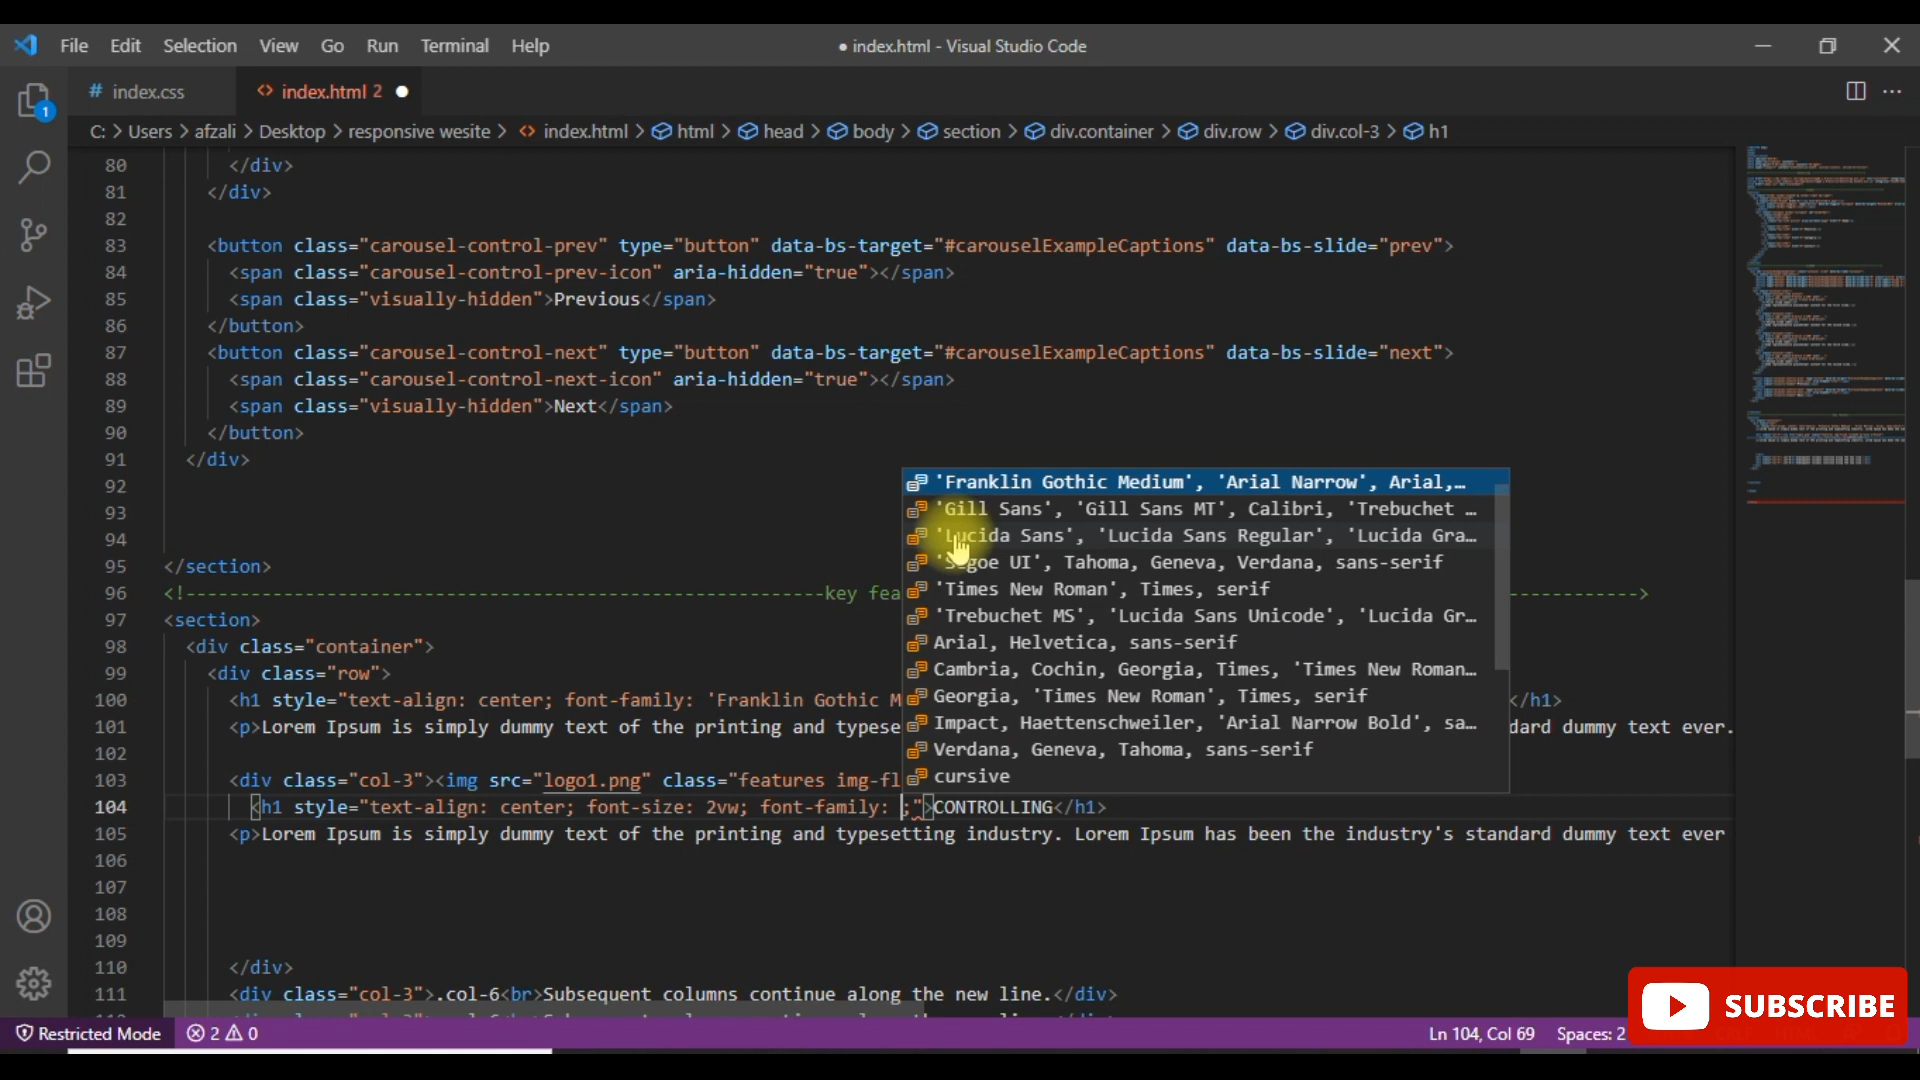 File Edit Selection View Go Run Terminal Help
● index.html - Visual Studio Code
1
# index.css
<> index.html 2 ●
C: > Users > afzali > Desktop > responsive wesite > <> index.html > html > head > body > section > div.container > div.row > div.col-3 > h1
80 </div>
81 </div>
82
83 <button class="carousel-control-prev" type="button" data-bs-target="#carouselExampleCaptions" data-bs-slide="prev">
84 <span class="carousel-control-prev-icon" aria-hidden="true"></span>
85 <span class="visually-hidden">Previous</span>
86 </button>
87 <button class="carousel-control-next" type="button" data-bs-target="#carouselExampleCaptions" data-bs-slide="next">
88 <span class="carousel-control-next-icon" aria-hidden="true"></span>
89 <span class="visually-hidden">Next</span>
90 </button>
91 </div>
92
93
94
95 </section>
96 <!-----------------------------------------------------------key fea
97 <section>
98 <div class="container">
99 <div class="row">
100 <h1 style="text-align: center; font-family: 'Franklin Gothic M </h1>
101 <p>Lorem Ipsum is simply dummy text of the printing and typese dard dummy text ever.
102
103 <div class="col-3"><img src="logo1.png" class="features img-fl
104 <h1 style="text-align: center; font-size: 2vw; font-family: ;">CONTROLLING</h1>
105 <p>Lorem Ipsum is simply dummy text of the printing and typesetting industry. Lorem Ipsum has been the industry's standard dummy text ever
106
107
108
109
110 </div>
111 <div class="col-3">.col-6<br>Subsequent columns continue along the new line.</div>
'Franklin Gothic Medium', 'Arial Narrow', Arial,…
'Gill Sans', 'Gill Sans MT', Calibri, 'Trebuchet …
'Lucida Sans', 'Lucida Sans Regular', 'Lucida Gra…
'Segoe UI', Tahoma, Geneva, Verdana, sans-serif
'Times New Roman', Times, serif
'Trebuchet MS', 'Lucida Sans Unicode', 'Lucida Gr…
Arial, Helvetica, sans-serif
Cambria, Cochin, Georgia, Times, 'Times New Roman…
Georgia, 'Times New Roman', Times, serif
Impact, Haettenschweiler, 'Arial Narrow Bold', sa…
Verdana, Geneva, Tahoma, sans-serif
cursive
Restricted Mode 2 0
Ln 104, Col 69 Spaces: 2
SUBSCRIBE